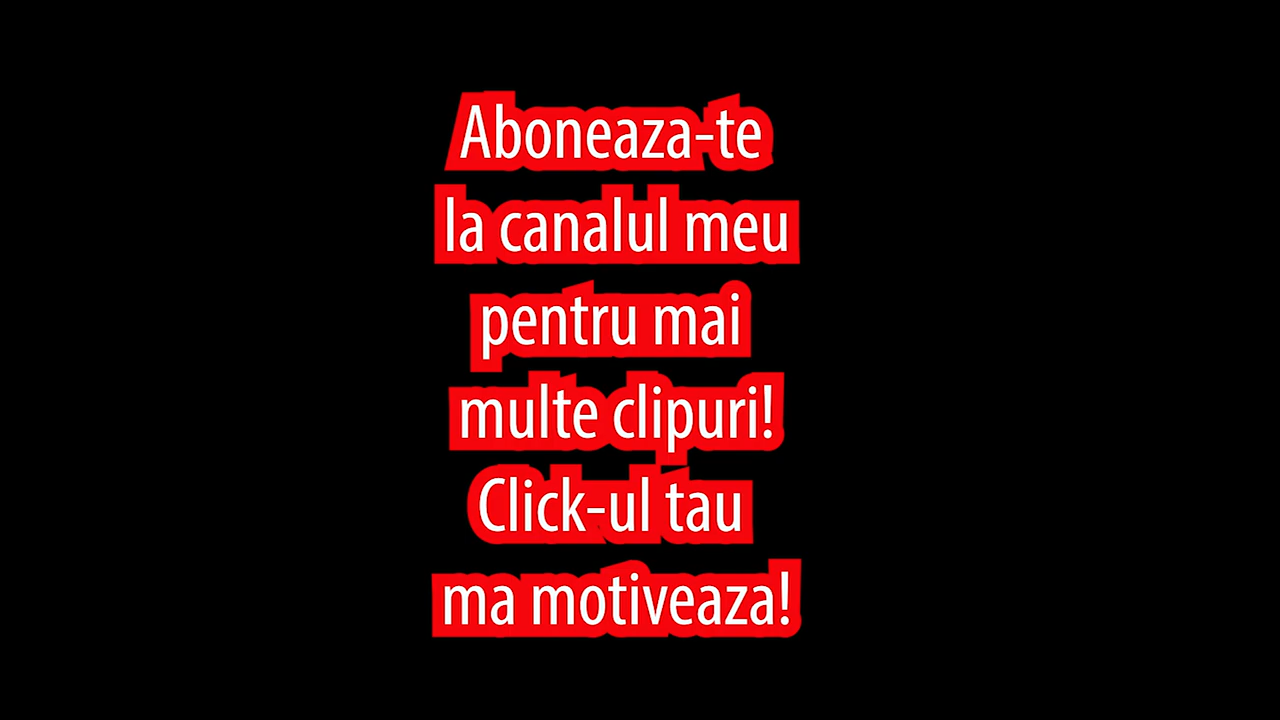 Aboneaza-te
la canalul meu
pentru mai
multe clipuri!
Click-ul tau
ma motiveaza!